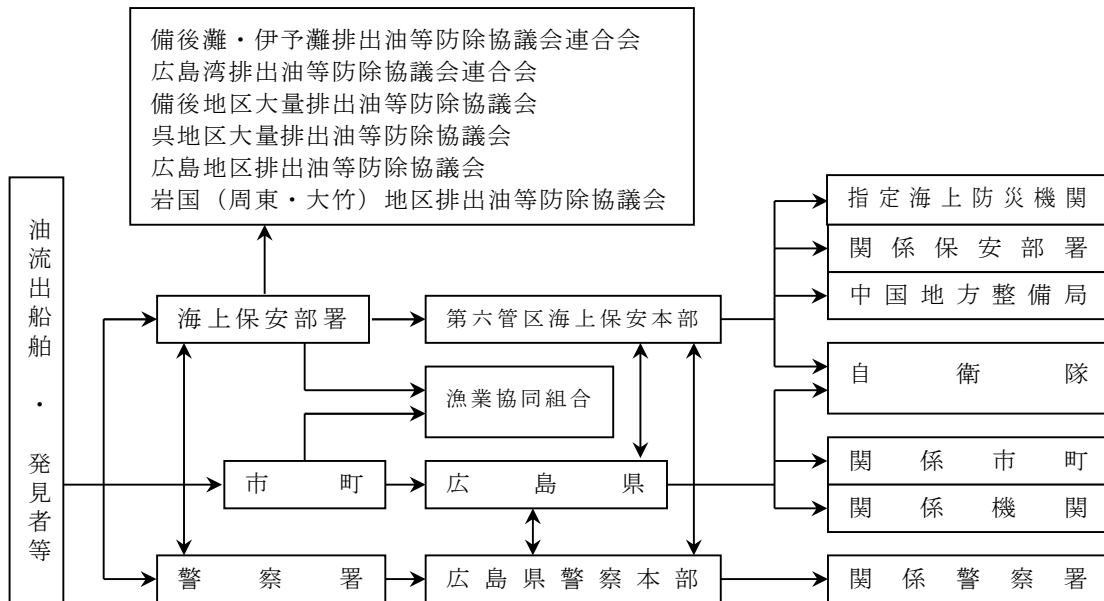 備後灘・伊予灘排出油等防除協議会連合会
広島湾排出油等防除協議会連合会
備後地区大量排出油等防除協議会
呉地区大量排出油等防除協議会
広島地区排出油等防除協議会
岩国（周東・大竹）地区排出油等防除協議会
油流出船舶・発見者等
海上保安部署
第六管区海上保安本部
指定海上防災機関
関係保安部署
中国地方整備局
自衛隊
漁業協同組合
市町
広島県
関係市町
関係機関
警察署
広島県警察本部
関係警察署